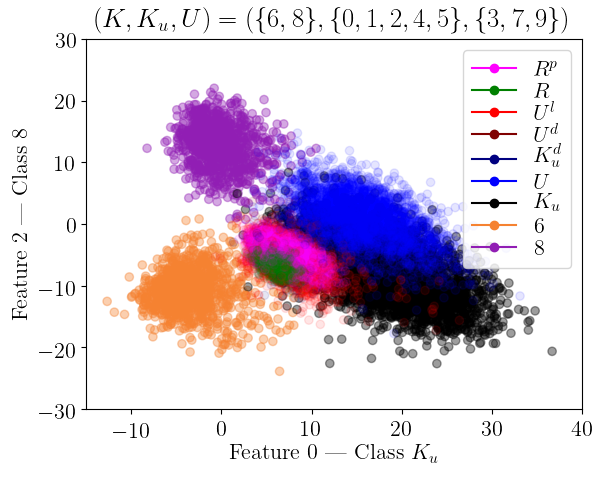 (K, K_u, U) = ({6, 8}, {0, 1, 2, 4, 5}, {3, 7, 9})
30
20
10
0
−10
−20
−30
Feature 2 — Class 8
R^p
R
U^l
U^d
K_u^d
U
K_u
6
8
−10
0
10
20
30
40
Feature 0 — Class K_u